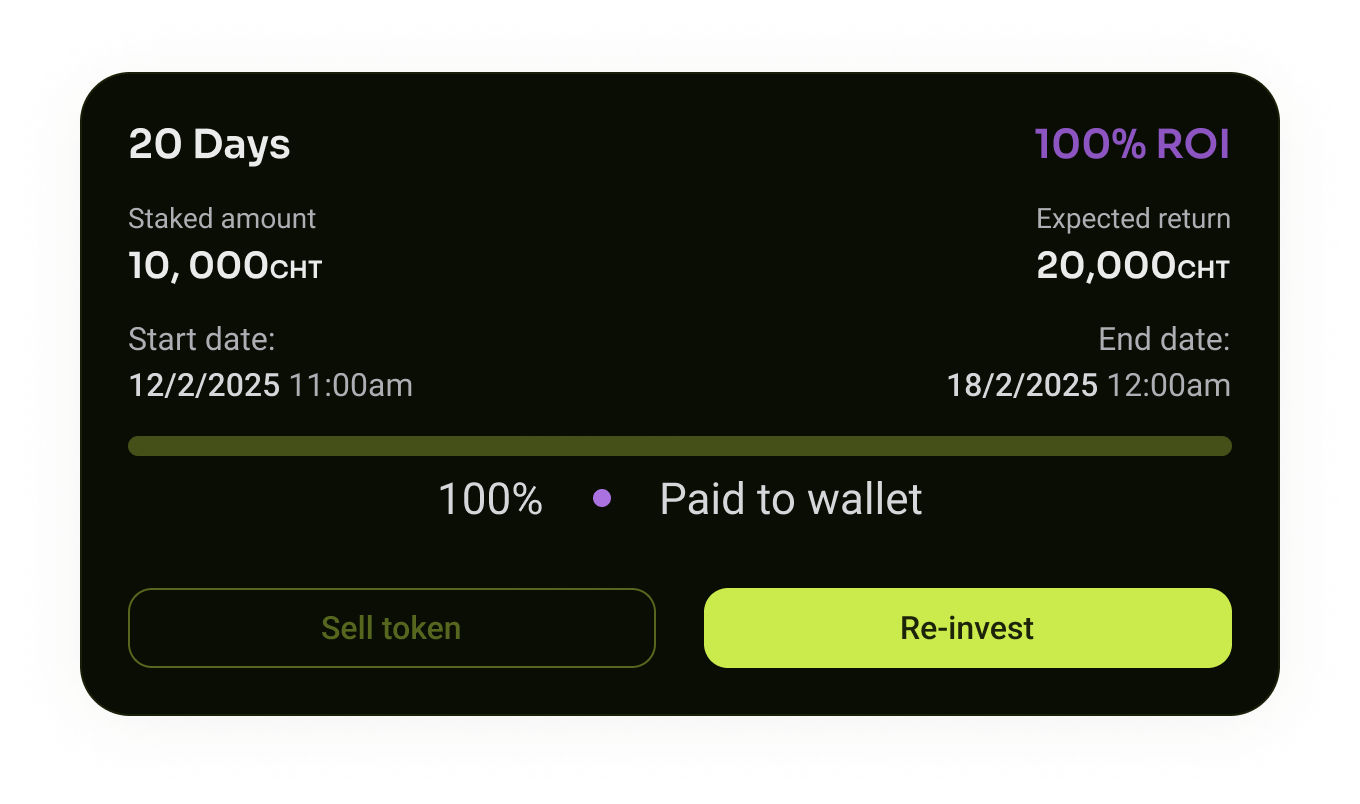 20 Days 100% ROI
Staked amount Expected return
10, 000CHT 20,000CHT
Start date: End date:
12/2/2025 11:00am 18/2/2025 12:00am
100% • Paid to wallet
Sell token Re-invest